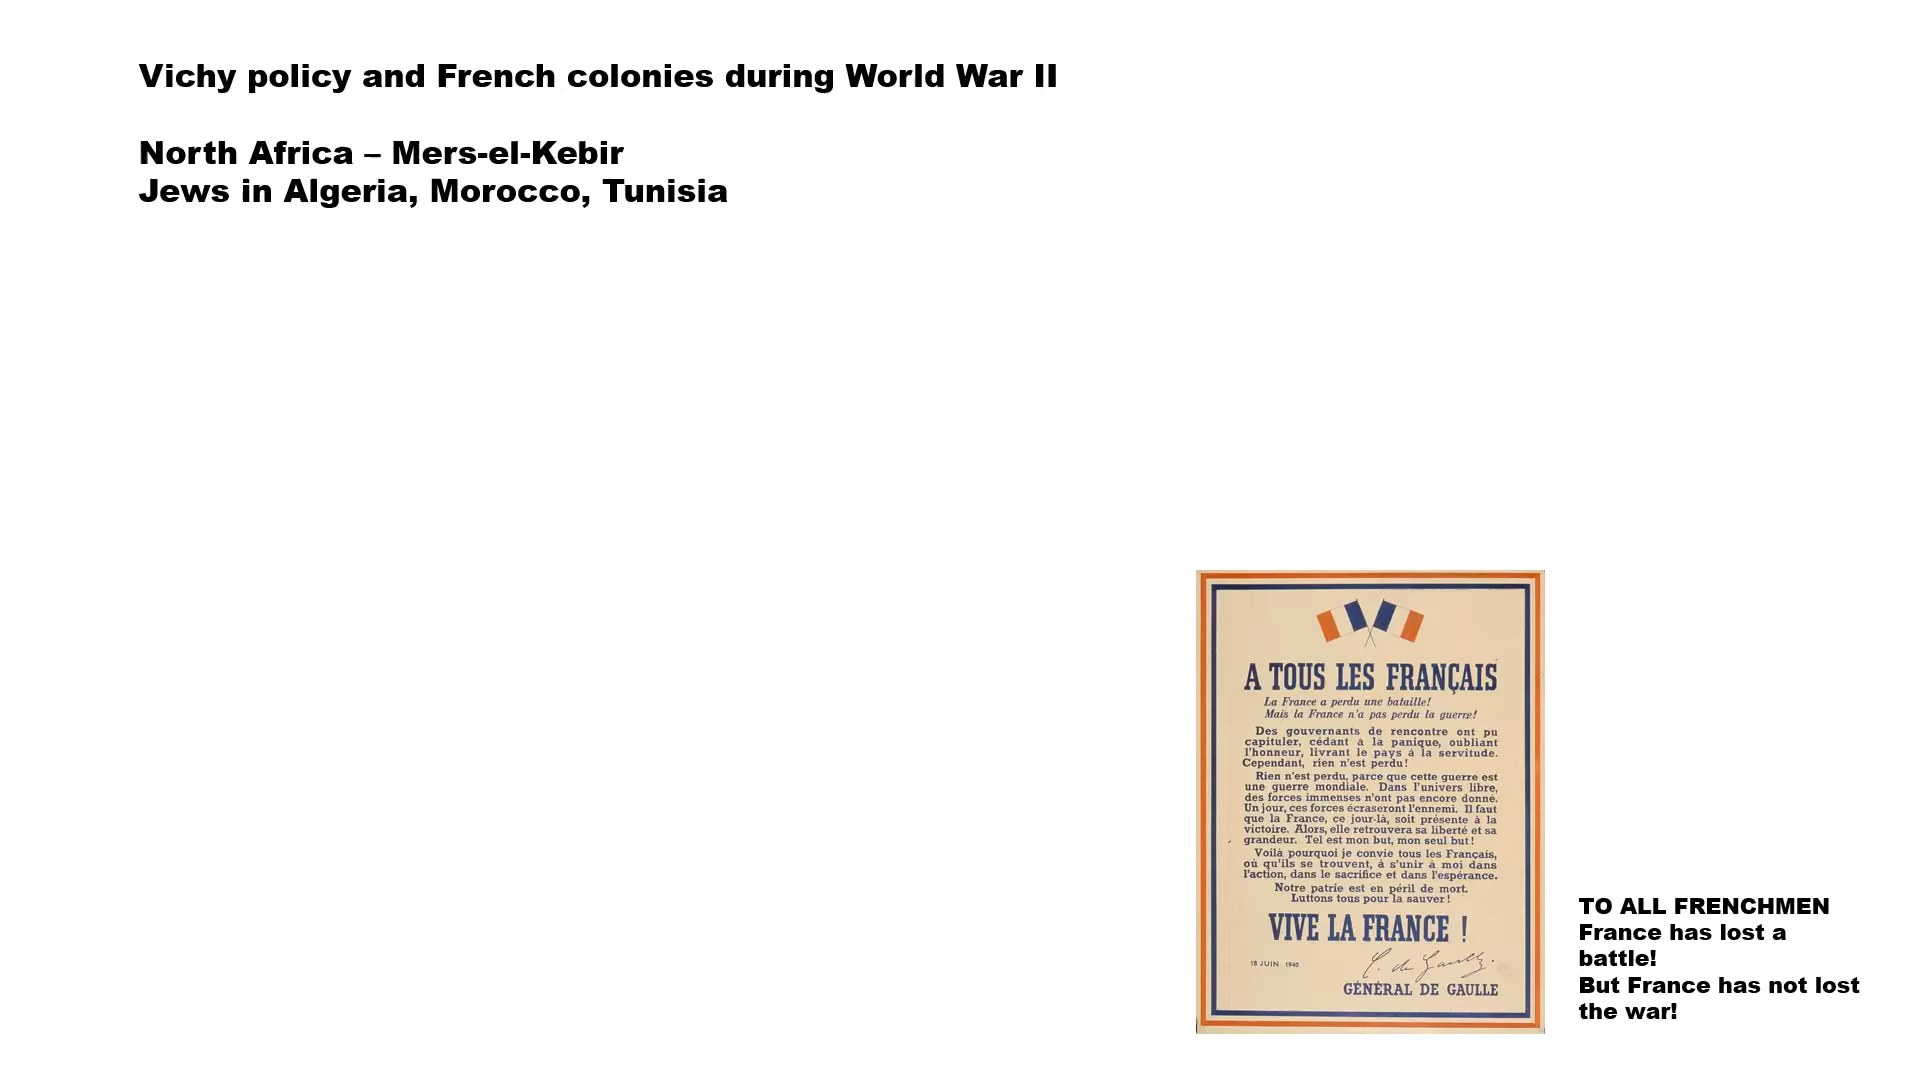 Vichy policy and French colonies during World War II
North Africa – Mers-el-Kebir
Jews in Algeria, Morocco, Tunisia
A TOUS LES FRANÇAIS
La France a perdu une bataille!
Mais la France n'a pas perdu la guerre!
Des gouvernants de rencontre ont pu
capituler, cédant à la panique, oubliant
l'honneur, livrant le pays à la servitude.
Cependant, rien n'est perdu!
Rien n'est perdu, parce que cette guerre est
une guerre mondiale. Dans l'univers libre,
des forces immenses n'ont pas encore donné.
Un jour, ces forces écraseront l'ennemi. Il faut
que la France, ce jour-là, soit présente à la
victoire. Alors, elle retrouvera sa liberté et sa
grandeur. Tel est mon but, mon seul but!
Voilà pourquoi je convie tous les Français,
où qu'ils se trouvent, à s'unir à moi dans
l'action, dans le sacrifice et dans l'espérance.
Notre patrie est en péril de mort.
Luttons tous pour la sauver!
VIVE LA FRANCE !
18 JUIN 1940
C. de Gaulle.
GÉNÉRAL DE GAULLE
TO ALL FRENCHMEN
France has lost a
battle!
But France has not lost
the war!